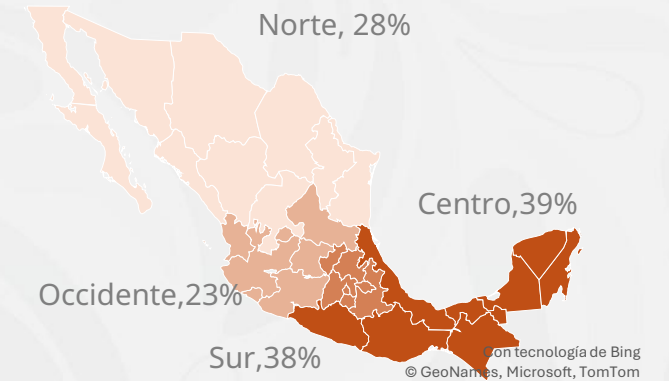 Norte, 28%
Centro,39%
Occidente,23%
Sur,38%
Con tecnología de Bing
© GeoNames, Microsoft, TomTom